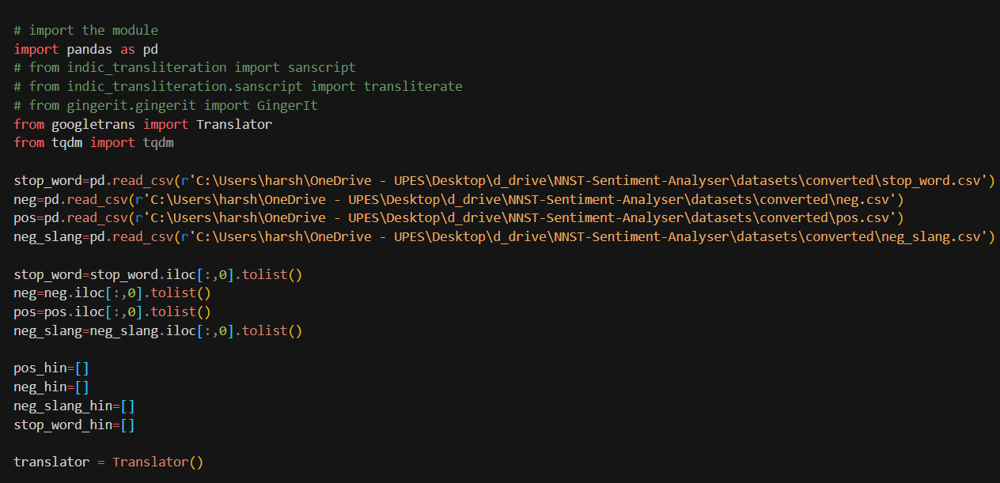 # import the module
import pandas as pd
# from indic_transliteration import sanscript
# from indic_transliteration.sanscript import transliterate
# from gingerit.gingerit import GingerIt
from googletrans import Translator
from tqdm import tqdm
stop_word=pd.read_csv(r'C:\Users\harsh\OneDrive - UPES\Desktop\d_drive\NNST-Sentiment-Analyser\datasets\converted\stop_word.csv')
neg=pd.read_csv(r'C:\Users\harsh\OneDrive - UPES\Desktop\d_drive\NNST-Sentiment-Analyser\datasets\converted\neg.csv')
pos=pd.read_csv(r'C:\Users\harsh\OneDrive - UPES\Desktop\d_drive\NNST-Sentiment-Analyser\datasets\converted\pos.csv')
neg_slang=pd.read_csv(r'C:\Users\harsh\OneDrive - UPES\Desktop\d_drive\NNST-Sentiment-Analyser\datasets\converted\neg_slang.csv')
stop_word=stop_word.iloc[:,0].tolist()
neg=neg.iloc[:,0].tolist()
pos=pos.iloc[:,0].tolist()
neg_slang=neg_slang.iloc[:,0].tolist()
pos_hin=[]
neg_hin=[]
neg_slang_hin=[]
stop_word_hin=[]
translator = Translator()